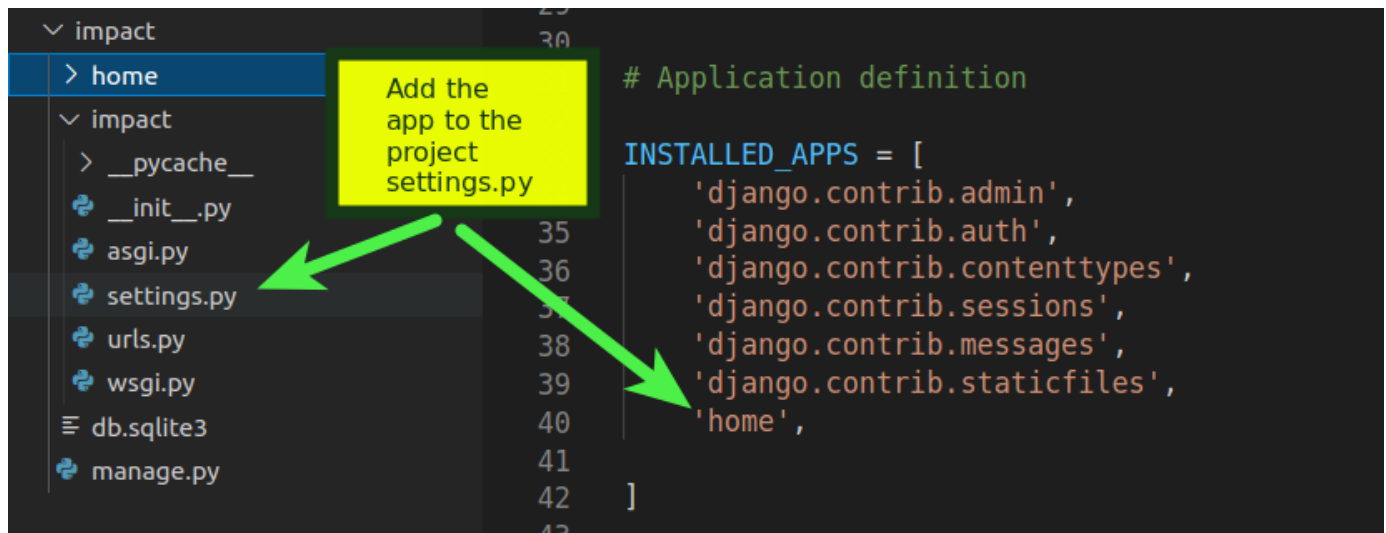 impact
home
impact
__pycache__
__init__.py
asgi.py
settings.py
urls.py
wsgi.py
db.sqlite3
manage.py
Add the
app to the
project
settings.py
30
# Application definition
INSTALLED_APPS = [
'django.contrib.admin',
35 'django.contrib.auth',
36 'django.contrib.contenttypes',
37 'django.contrib.sessions',
38 'django.contrib.messages',
39 'django.contrib.staticfiles',
40 'home',
41
42 ]